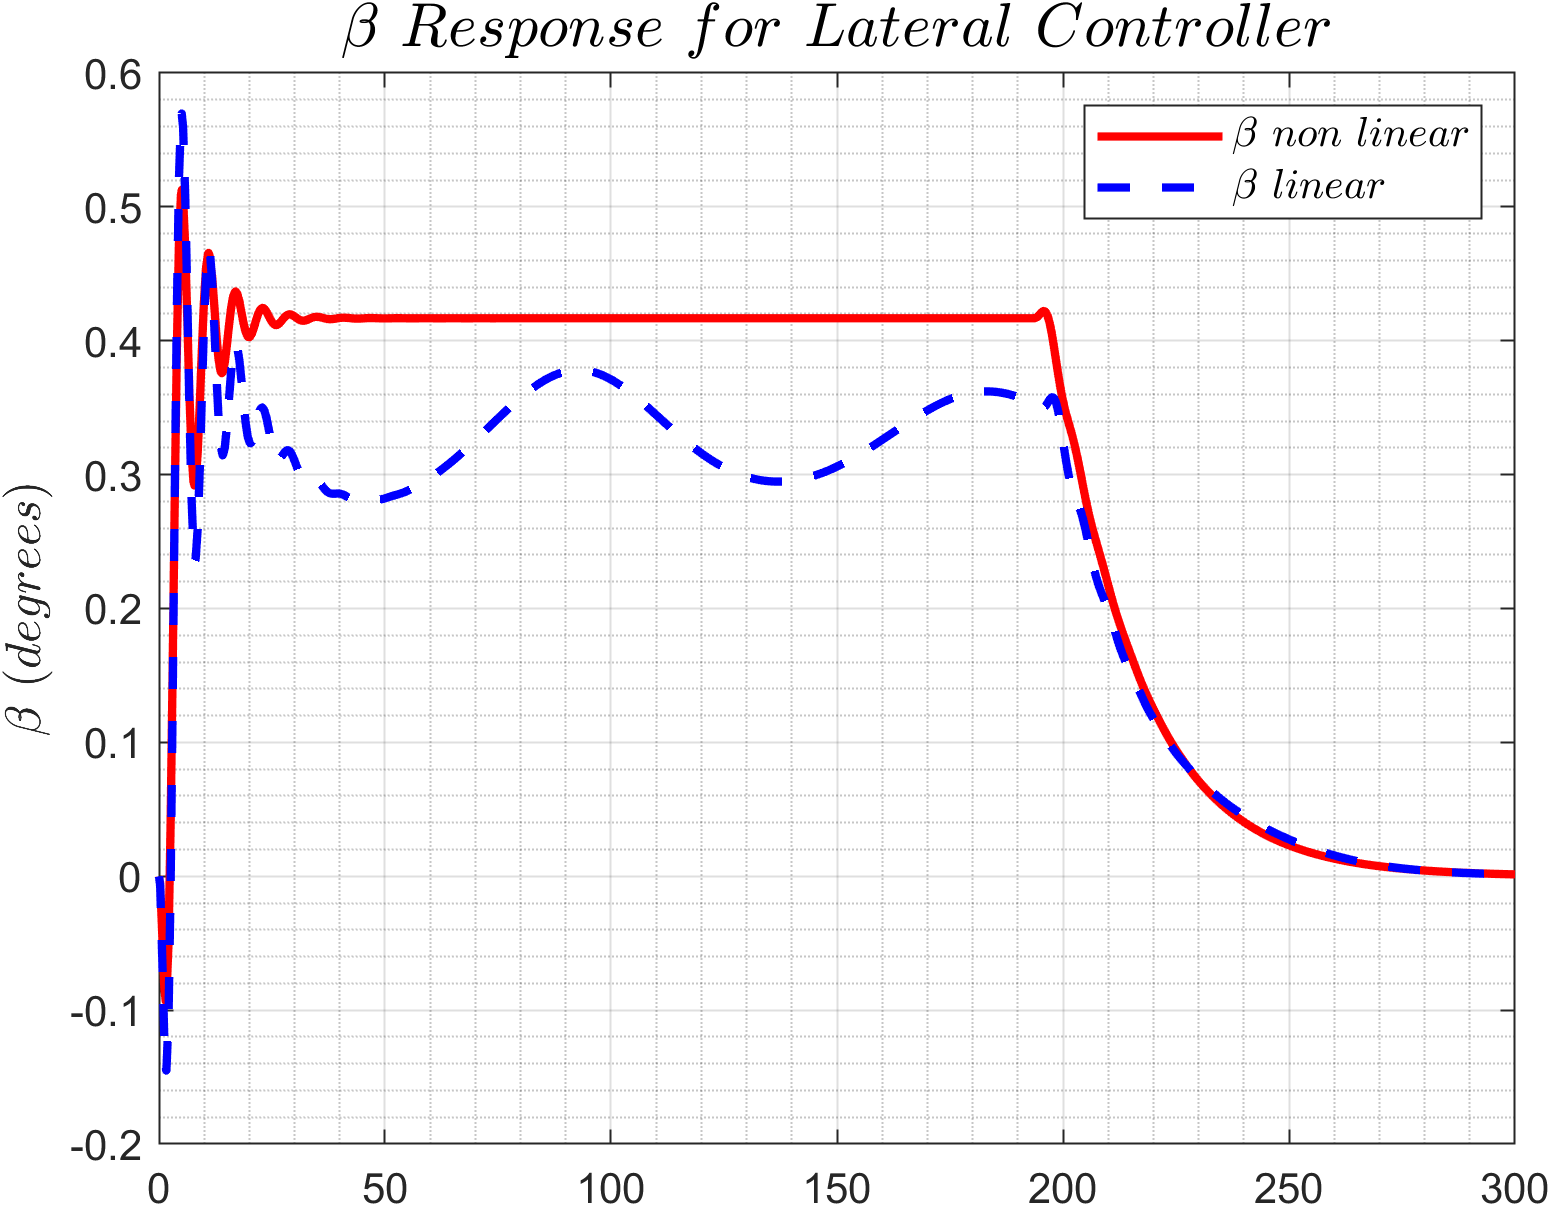 β Response for Lateral Controller
0.6
0.5
0.4
0.3
0.2
0.1
0
-0.1
-0.2
β (degrees)
β non linear
β linear
0 50 100 150 200 250 300